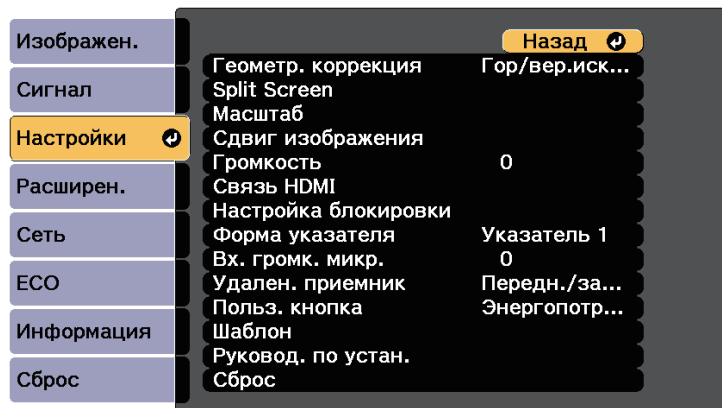 Изображен.
Сигнал
Настройки
Расширен.
Сеть
ECO
Информация
Сброс
Назад
Геометр. коррекция Гор/вер.иск...
Split Screen
Масштаб
Сдвиг изображения
Громкость 0
Связь HDMI
Настройка блокировки
Форма указателя Указатель 1
Вх. громк. микр. 0
Удален. приемник Передн./за...
Польз. кнопка Энергопотр...
Шаблон
Руковод. по устан.
Сброс